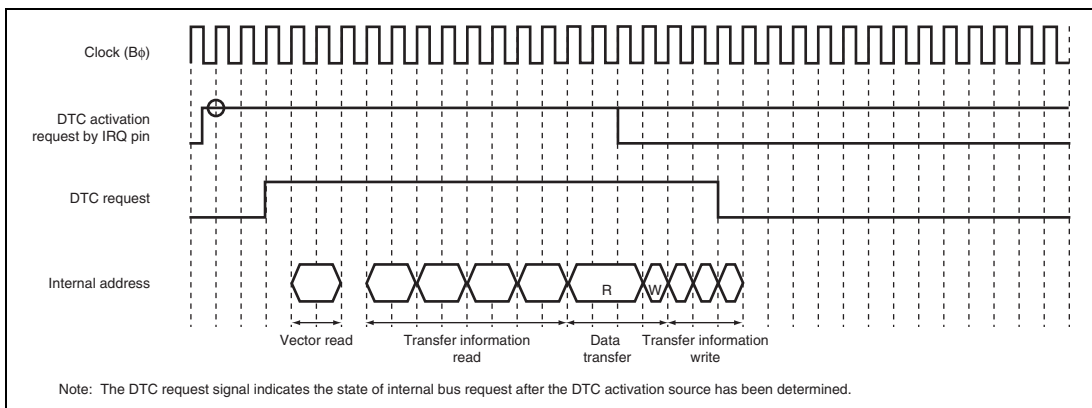 Clock (Bϕ)
DTC activation
request by IRQ pin
DTC request
Internal address
R
W
Vector read
Transfer information
read
Data
transfer
Transfer information
write
Note: The DTC request signal indicates the state of internal bus request after the DTC activation source has been determined.